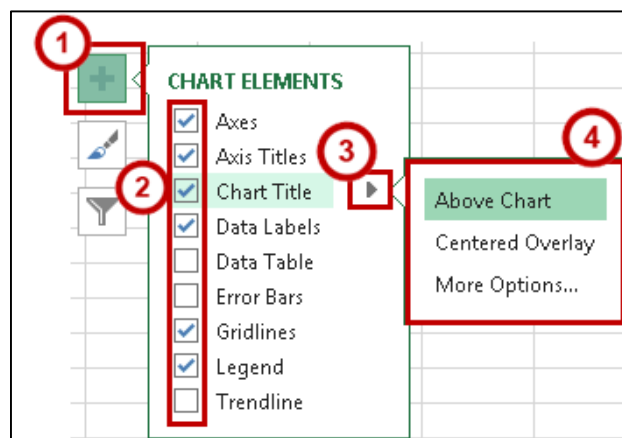 1
CHART ELEMENTS
Axes
Axis Titles
3
4
2
Chart Title
Above Chart
Data Labels
Centered Overlay
Data Table
More Options...
Error Bars
Gridlines
Legend
Trendline